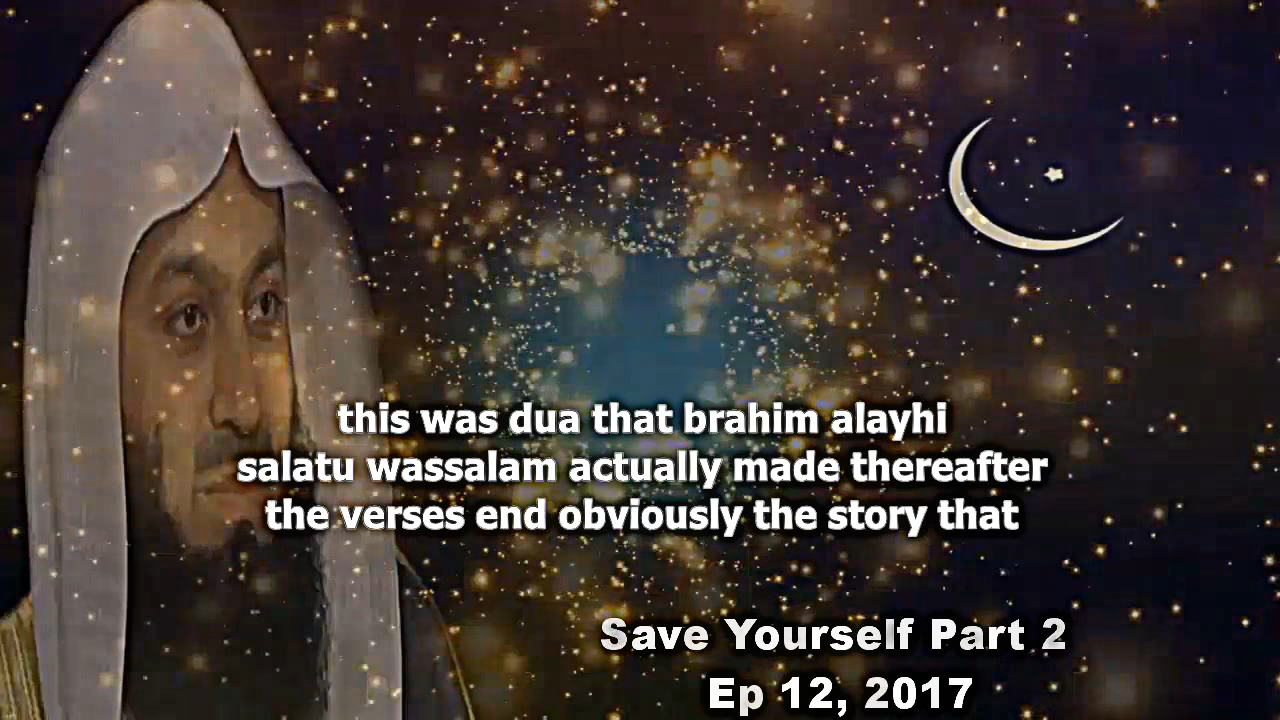 this was dua that brahim alayhi
salatu wassalam actually made thereafter
the verses end obviously the story that
Save Yourself Part 2
Ep 12, 2017